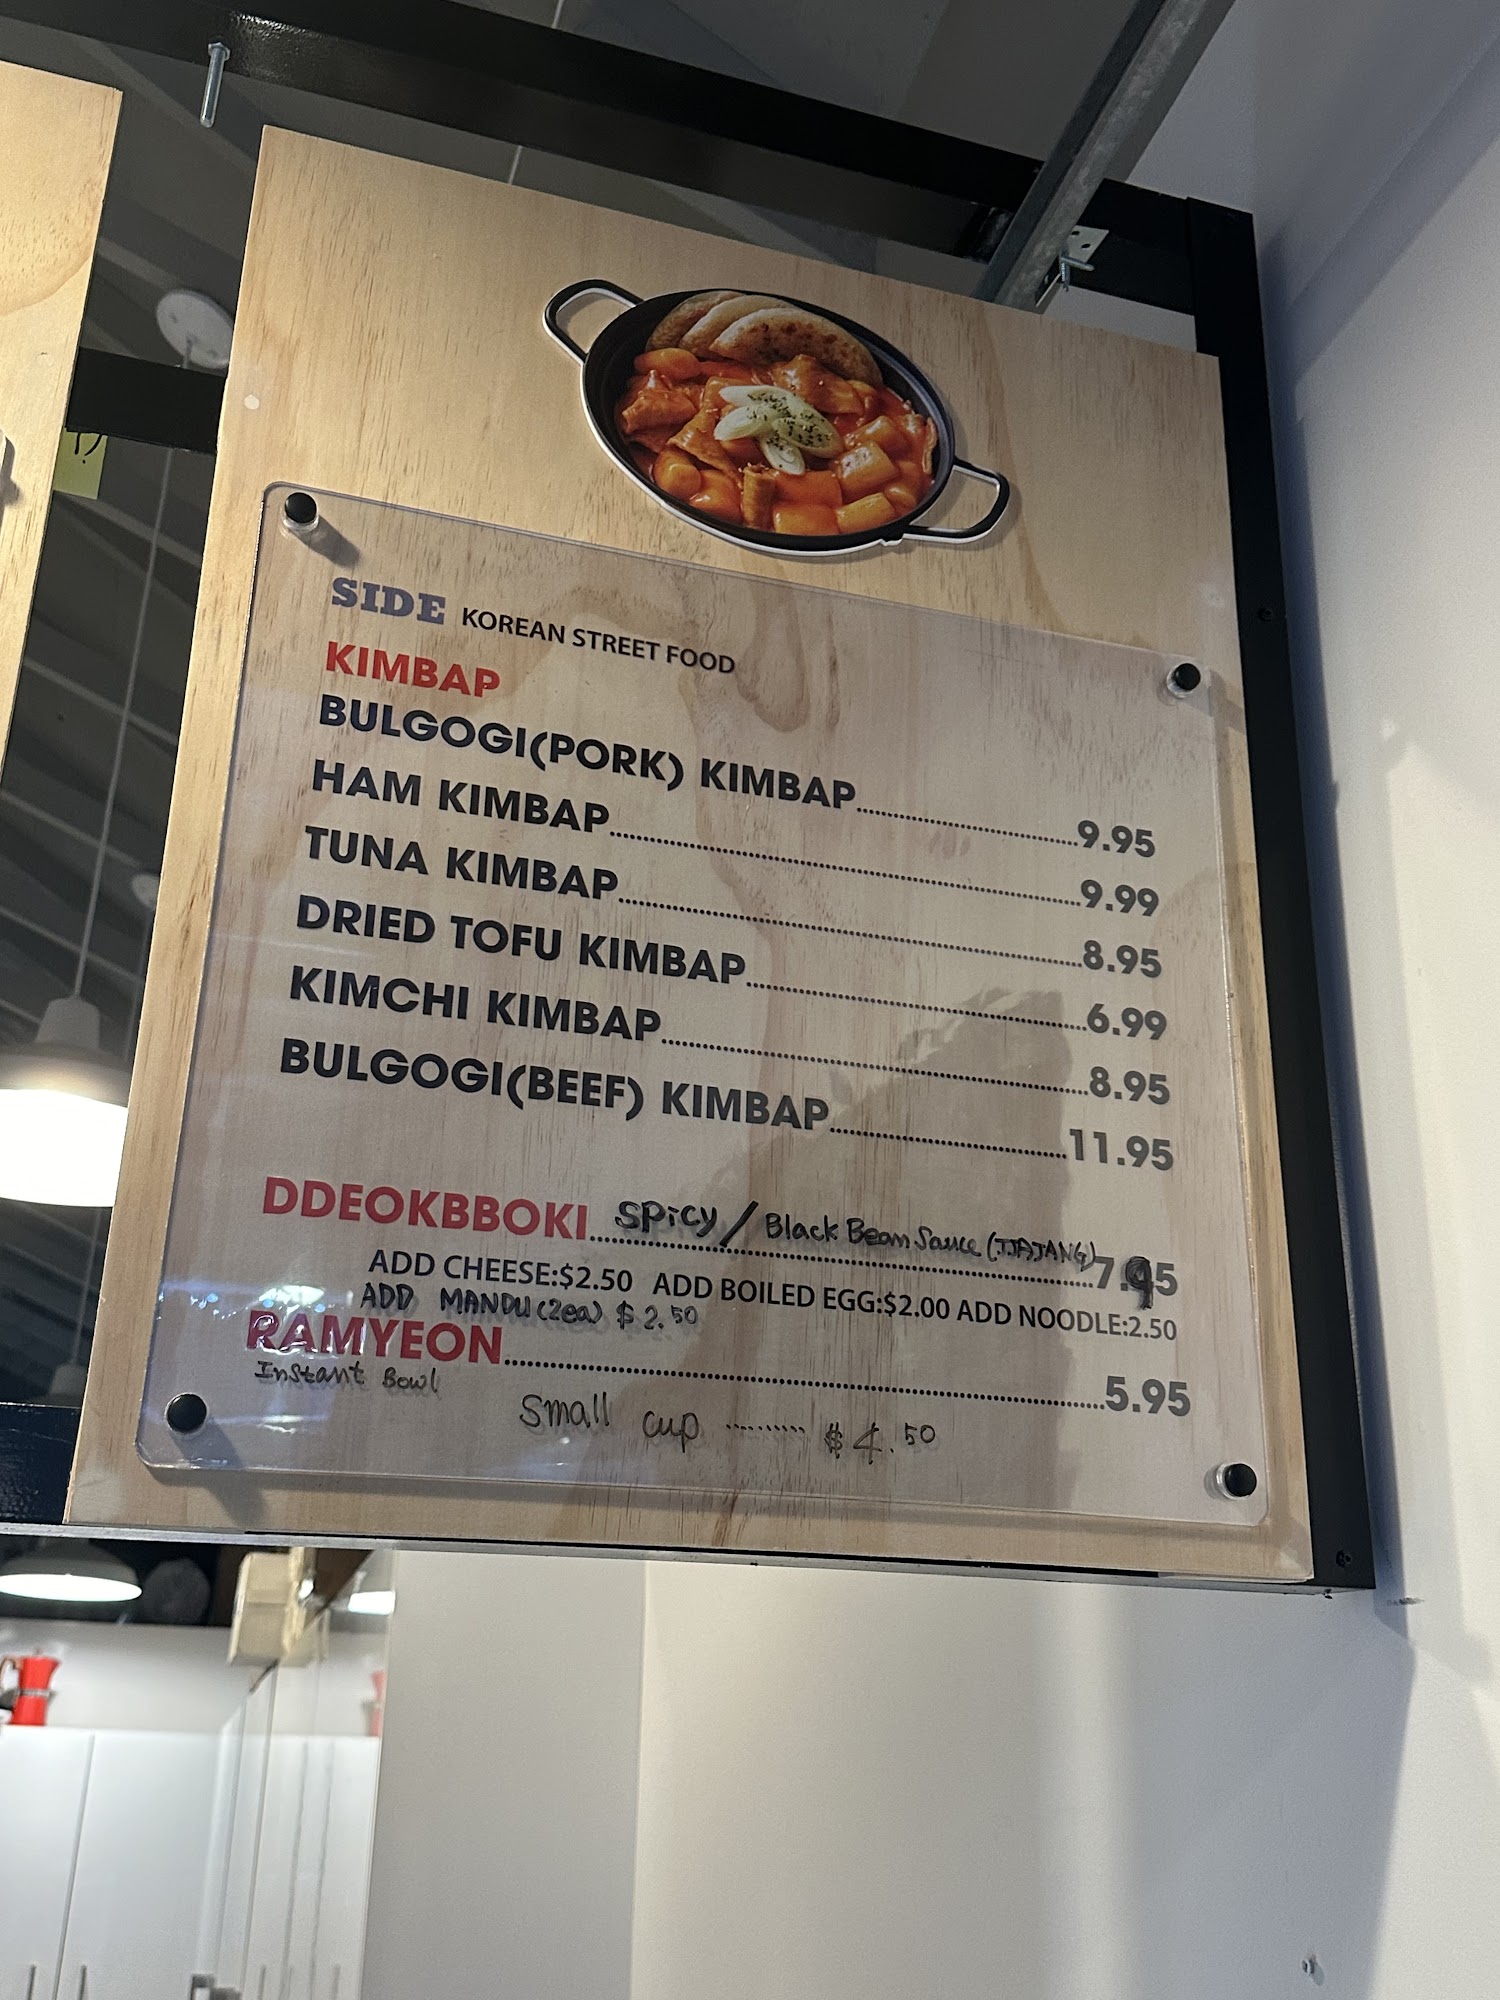 SIDE KOREAN STREET FOOD
KIMBAP
BULGOGI(PORK) KIMBAP 9.95
HAM KIMBAP 9.99
TUNA KIMBAP 8.95
DRIED TOFU KIMBAP 6.99
KIMCHI KIMBAP 8.95
BULGOGI(BEEF) KIMBAP 11.95
DDEOKBBOKI Spicy / Black Bean Sauce (JJAJANG) 7.95
ADD CHEESE:$2.50 ADD BOILED EGG:$2.00 ADD NOODLE:2.50
ADD MANDU (2ea) $2.50
RAMYEON 5.95
Instant Bowl
Small cup $4.50